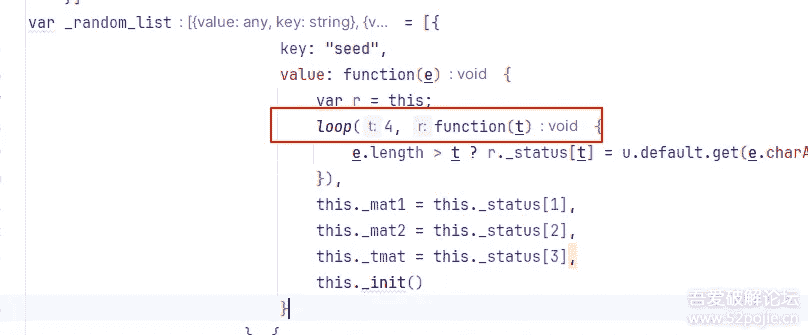 var _random_list : [{value: any, key: string}, {v... = [{
key: "seed",
value: function(e) : void {
var r = this;
loop( t: 4, r: function(t) : void {
e.length > t ? r._status[t] = u.default.get(e.charA
}),
this._mat1 = this._status[1],
this._mat2 = this._status[2],
this._tmat = this._status[3],
this._init()
}
}, {
吾爱破解论坛
www.52pojie.cn